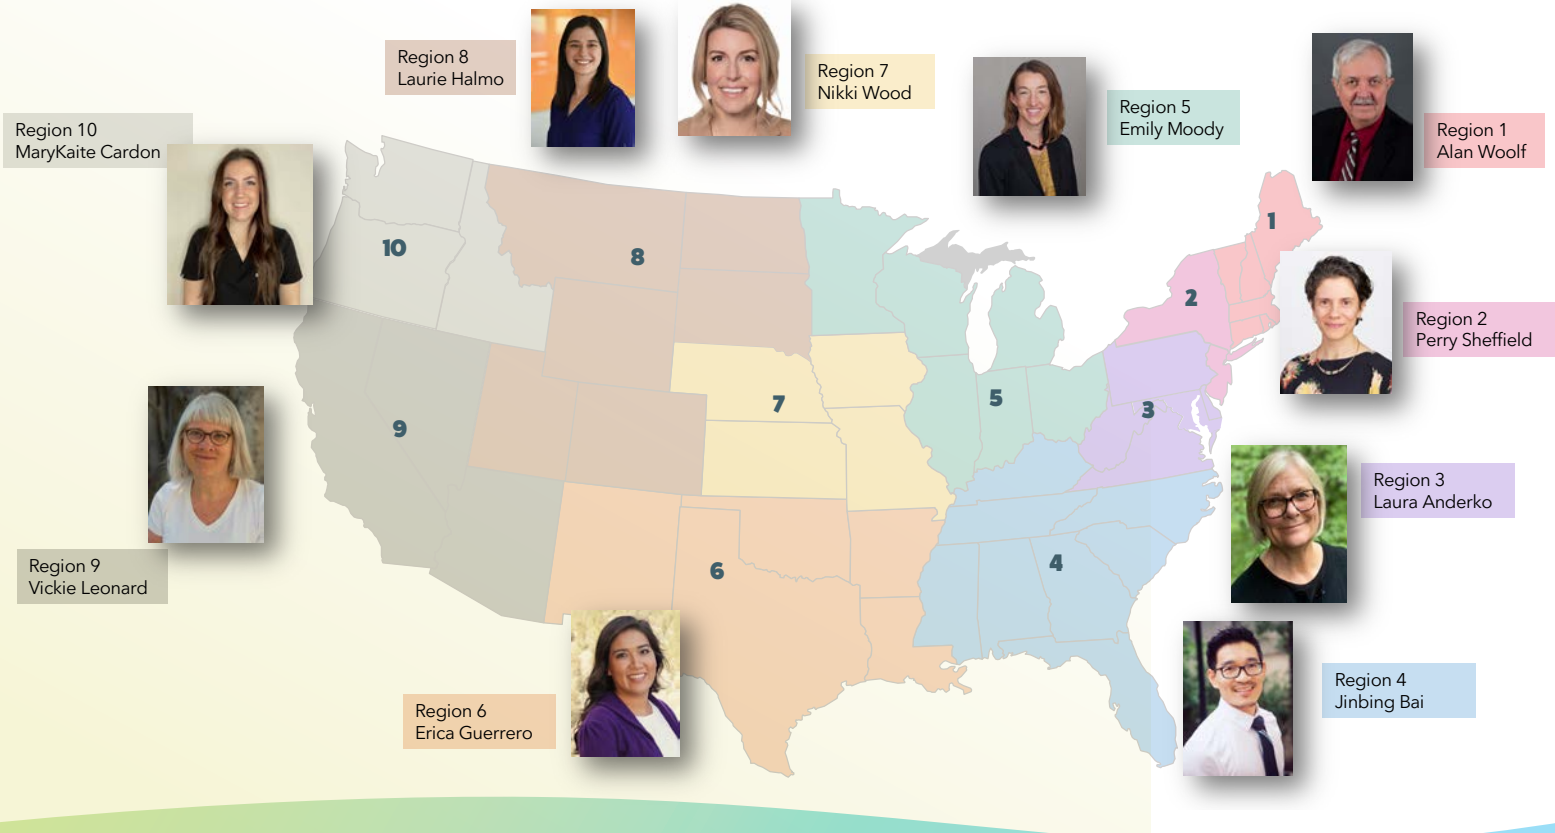 Region 8
Laurie Halmo
Region 7
Nikki Wood
Region 5
Emily Moody
Region 1
Alan Woolf
Region 10
MaryKaite Cardon
1
10
8
2
Region 2
Perry Sheffield
7
5
3
9
Region 3
Laura Anderko
Region 9
Vickie Leonard
6
4
Region 4
Jinbing Bai
Region 6
Erica Guerrero